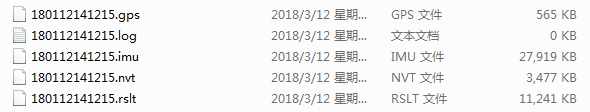 180112141215.gps 2018/3/12 星期... GPS 文件 565 KB
180112141215.log 2018/3/12 星期... 文本文档 0 KB
180112141215.imu 2018/3/12 星期... IMU 文件 27,919 KB
180112141215.nvt 2018/3/12 星期... NVT 文件 3,477 KB
180112141215.rslt 2018/3/12 星期... RSLT 文件 11,241 KB